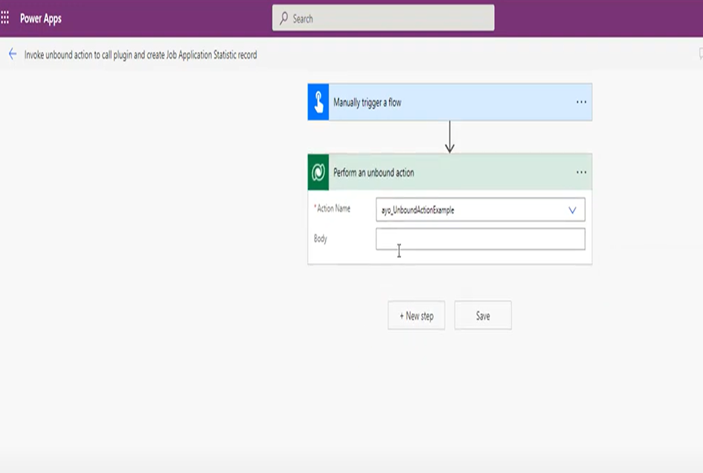 Power Apps
Search
Invoke unbound action to call plugin and create Job Application Statistic record
Manually trigger a flow
Perform an unbound action
* Action Name
ayo_UnboundActionExample
Body
+ New step
Save